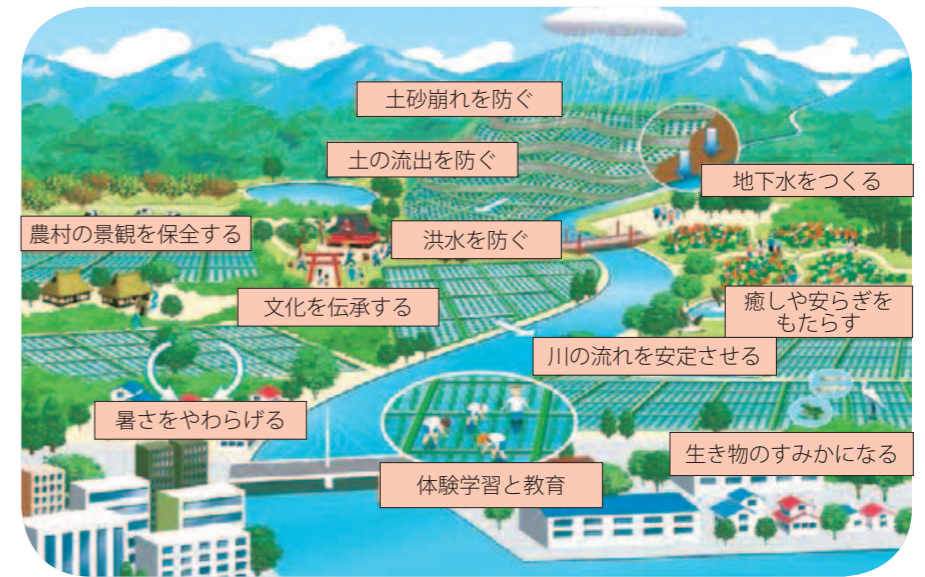 土砂崩れを防ぐ
土の流出を防ぐ
地下水をつくる
農村の景観を保全する
洪水を防ぐ
文化を伝承する
癒しや安らぎを
もたらす
川の流れを安定させる
暑さをやわらげる
生き物のすみかになる
体験学習と教育